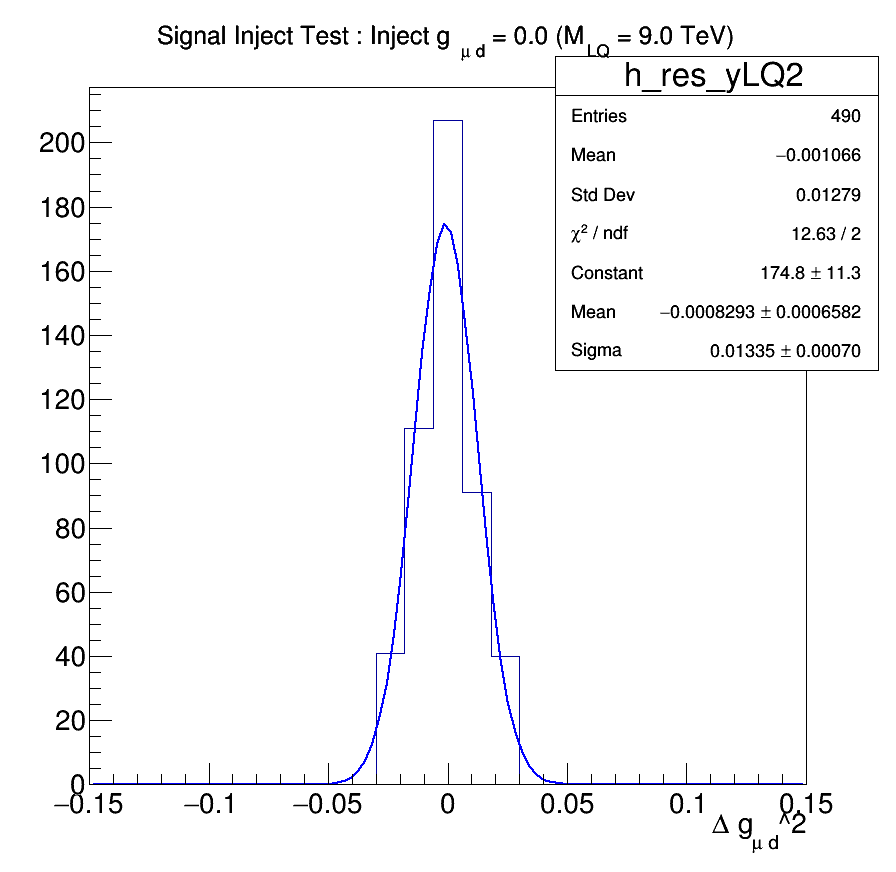 Signal Inject Test : Inject g μ d = 0.0 (M LQ = 9.0 TeV)
h_res_yLQ2
Entries 490
Mean −0.001066
Std Dev 0.01279
χ² / ndf 12.63 / 2
Constant 174.8 ± 11.3
Mean −0.0008293 ± 0.0006582
Sigma 0.01335 ± 0.00070
200
180
160
140
120
100
80
60
40
20
0
−0.15 −0.1 −0.05 0 0.05 0.1 0.15
Δ g μ d ^2